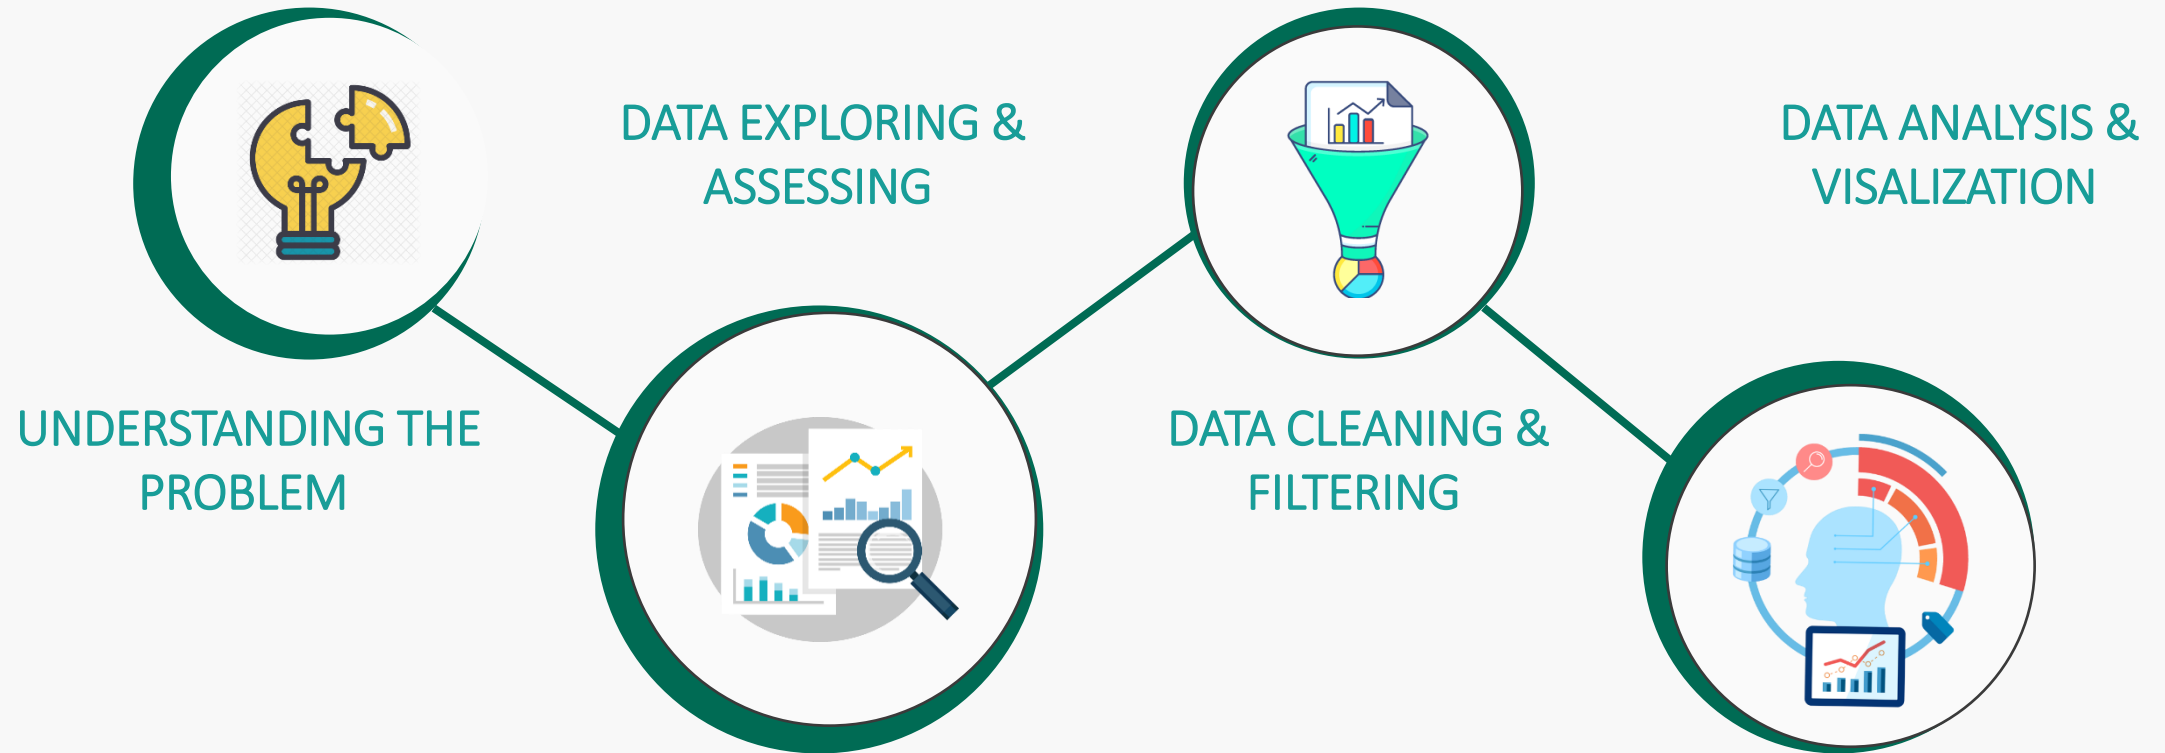 UNDERSTANDING THE
PROBLEM
DATA EXPLORING &
ASSESSING
DATA CLEANING &
FILTERING
DATA ANALYSIS &
VISALIZATION